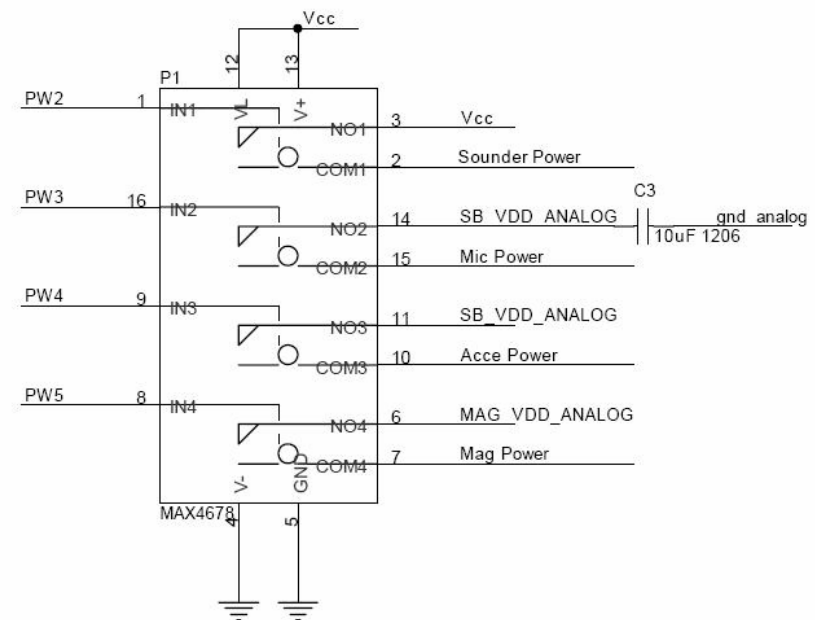 Vcc
12
13
P1
PW2
1
IN1
VL
V+
NO1
3
Vcc
COM1
2
Sounder Power
PW3
16
IN2
NO2
14
SB_VDD_ANALOG
C3
gnd_analog
10uF 1206
COM2
15
Mic Power
PW4
9
IN3
NO3
11
SB_VDD_ANALOG
COM3
10
Acce Power
PW5
8
IN4
NO4
6
MAG_VDD_ANALOG
COM4
7
Mag Power
V-
GND
MAX4678
4
5